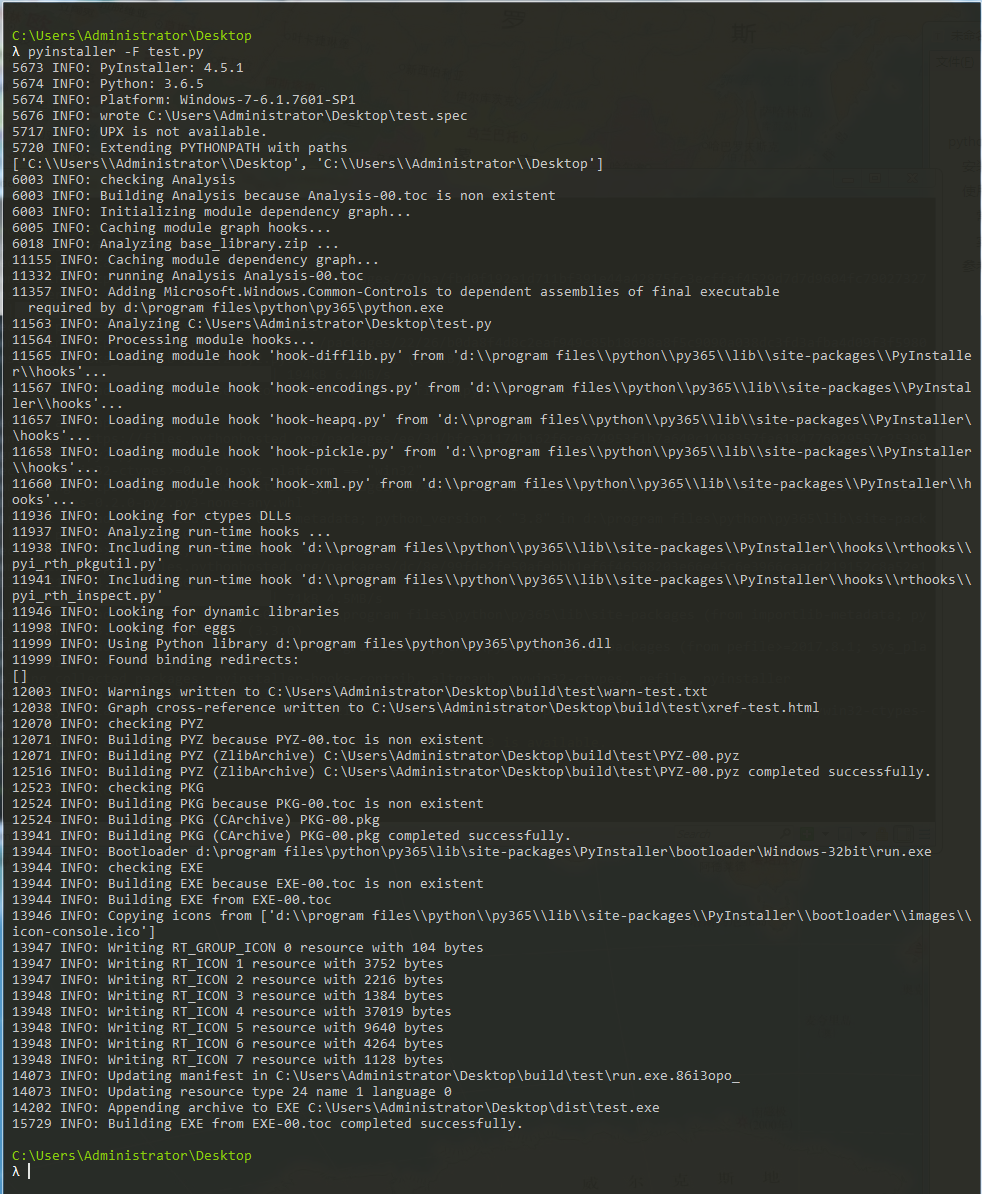 C:\Users\Administrator\Desktop
λ pyinstaller -F test.py
5673 INFO: PyInstaller: 4.5.1
5674 INFO: Python: 3.6.5
5674 INFO: Platform: Windows-7-6.1.7601-SP1
5676 INFO: wrote C:\Users\Administrator\Desktop\test.spec
5717 INFO: UPX is not available.
5720 INFO: Extending PYTHONPATH with paths
['C:\\Users\\Administrator\\Desktop', 'C:\\Users\\Administrator\\Desktop']
6003 INFO: checking Analysis
6003 INFO: Building Analysis because Analysis-00.toc is non existent
6003 INFO: Initializing module dependency graph...
6005 INFO: Caching module graph hooks...
6018 INFO: Analyzing base_library.zip ...
11155 INFO: Caching module dependency graph...
11332 INFO: running Analysis Analysis-00.toc
11357 INFO: Adding Microsoft.Windows.Common-Controls to dependent assemblies of final executable
  required by d:\program files\python\py365\python.exe
11563 INFO: Analyzing C:\Users\Administrator\Desktop\test.py
11564 INFO: Processing module hooks...
11565 INFO: Loading module hook 'hook-difflib.py' from 'd:\\program files\\python\\py365\\lib\\site-packages\\PyInstalle
r\\hooks'...
11567 INFO: Loading module hook 'hook-encodings.py' from 'd:\\program files\\python\\py365\\lib\\site-packages\\PyInstal
ler\\hooks'...
11657 INFO: Loading module hook 'hook-heapq.py' from 'd:\\program files\\python\\py365\\lib\\site-packages\\PyInstaller\
\hooks'...
11658 INFO: Loading module hook 'hook-pickle.py' from 'd:\\program files\\python\\py365\\lib\\site-packages\\PyInstaller
\\hooks'...
11660 INFO: Loading module hook 'hook-xml.py' from 'd:\\program files\\python\\py365\\lib\\site-packages\\PyInstaller\\h
ooks'...
11936 INFO: Looking for ctypes DLLs
11937 INFO: Analyzing run-time hooks ...
11938 INFO: Including run-time hook 'd:\\program files\\python\\py365\\lib\\site-packages\\PyInstaller\\hooks\\rthooks\\
pyi_rth_pkgutil.py'
11941 INFO: Including run-time hook 'd:\\program files\\python\\py365\\lib\\site-packages\\PyInstaller\\hooks\\rthooks\\
pyi_rth_inspect.py'
11946 INFO: Looking for dynamic libraries
11998 INFO: Looking for eggs
11999 INFO: Using Python library d:\program files\python\py365\python36.dll
11999 INFO: Found binding redirects:
[]
12003 INFO: Warnings written to C:\Users\Administrator\Desktop\build\test\warn-test.txt
12038 INFO: Graph cross-reference written to C:\Users\Administrator\Desktop\build\test\xref-test.html
12070 INFO: checking PYZ
12071 INFO: Building PYZ because PYZ-00.toc is non existent
12071 INFO: Building PYZ (ZlibArchive) C:\Users\Administrator\Desktop\build\test\PYZ-00.pyz
12516 INFO: Building PYZ (ZlibArchive) C:\Users\Administrator\Desktop\build\test\PYZ-00.pyz completed successfully.
12523 INFO: checking PKG
12524 INFO: Building PKG because PKG-00.toc is non existent
12524 INFO: Building PKG (CArchive) PKG-00.pkg
13941 INFO: Building PKG (CArchive) PKG-00.pkg completed successfully.
13944 INFO: Bootloader d:\program files\python\py365\lib\site-packages\PyInstaller\bootloader\Windows-32bit\run.exe
13944 INFO: checking EXE
13944 INFO: Building EXE because EXE-00.toc is non existent
13944 INFO: Building EXE from EXE-00.toc
13946 INFO: Copying icons from ['d:\\program files\\python\\py365\\lib\\site-packages\\PyInstaller\\bootloader\\images\\
icon-console.ico']
13947 INFO: Writing RT_GROUP_ICON 0 resource with 104 bytes
13947 INFO: Writing RT_ICON 1 resource with 3752 bytes
13947 INFO: Writing RT_ICON 2 resource with 2216 bytes
13948 INFO: Writing RT_ICON 3 resource with 1384 bytes
13948 INFO: Writing RT_ICON 4 resource with 37019 bytes
13948 INFO: Writing RT_ICON 5 resource with 9640 bytes
13948 INFO: Writing RT_ICON 6 resource with 4264 bytes
13948 INFO: Writing RT_ICON 7 resource with 1128 bytes
14073 INFO: Updating manifest in C:\Users\Administrator\Desktop\build\test\run.exe.86i3opo_
14073 INFO: Updating resource type 24 name 1 language 0
14202 INFO: Appending archive to EXE C:\Users\Administrator\Desktop\dist\test.exe
15729 INFO: Building EXE from EXE-00.toc completed successfully.
C:\Users\Administrator\Desktop
λ